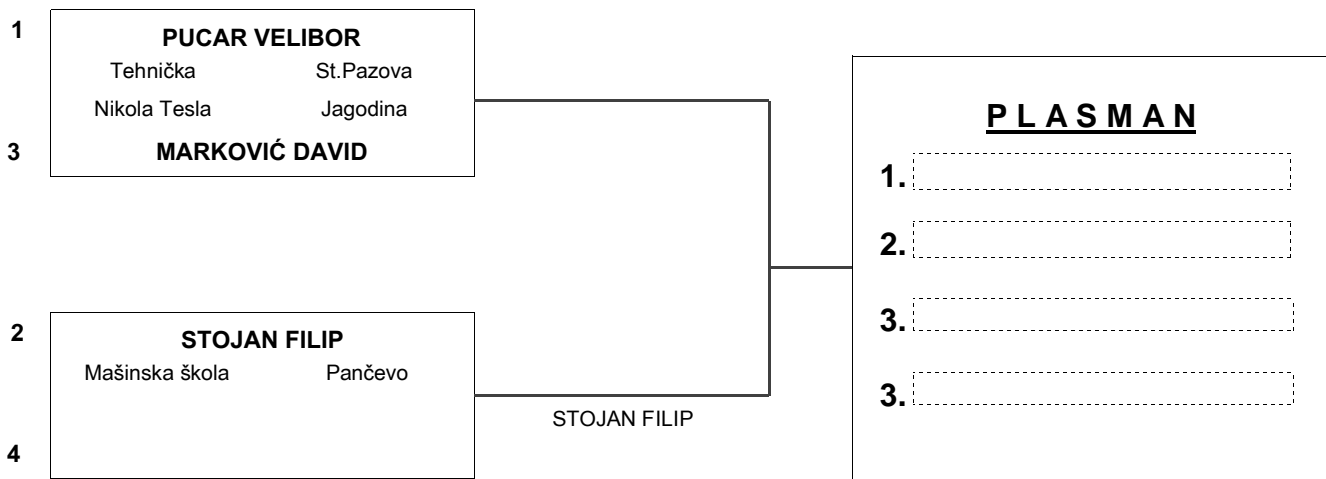 1
PUCAR VELIBOR
Tehnička St.Pazova
Nikola Tesla Jagodina
3 MARKOVIĆ DAVID
2 STOJAN FILIP
Mašinska škola Pančevo
4
STOJAN FILIP
P L A S M A N
1.
2.
3.
3.